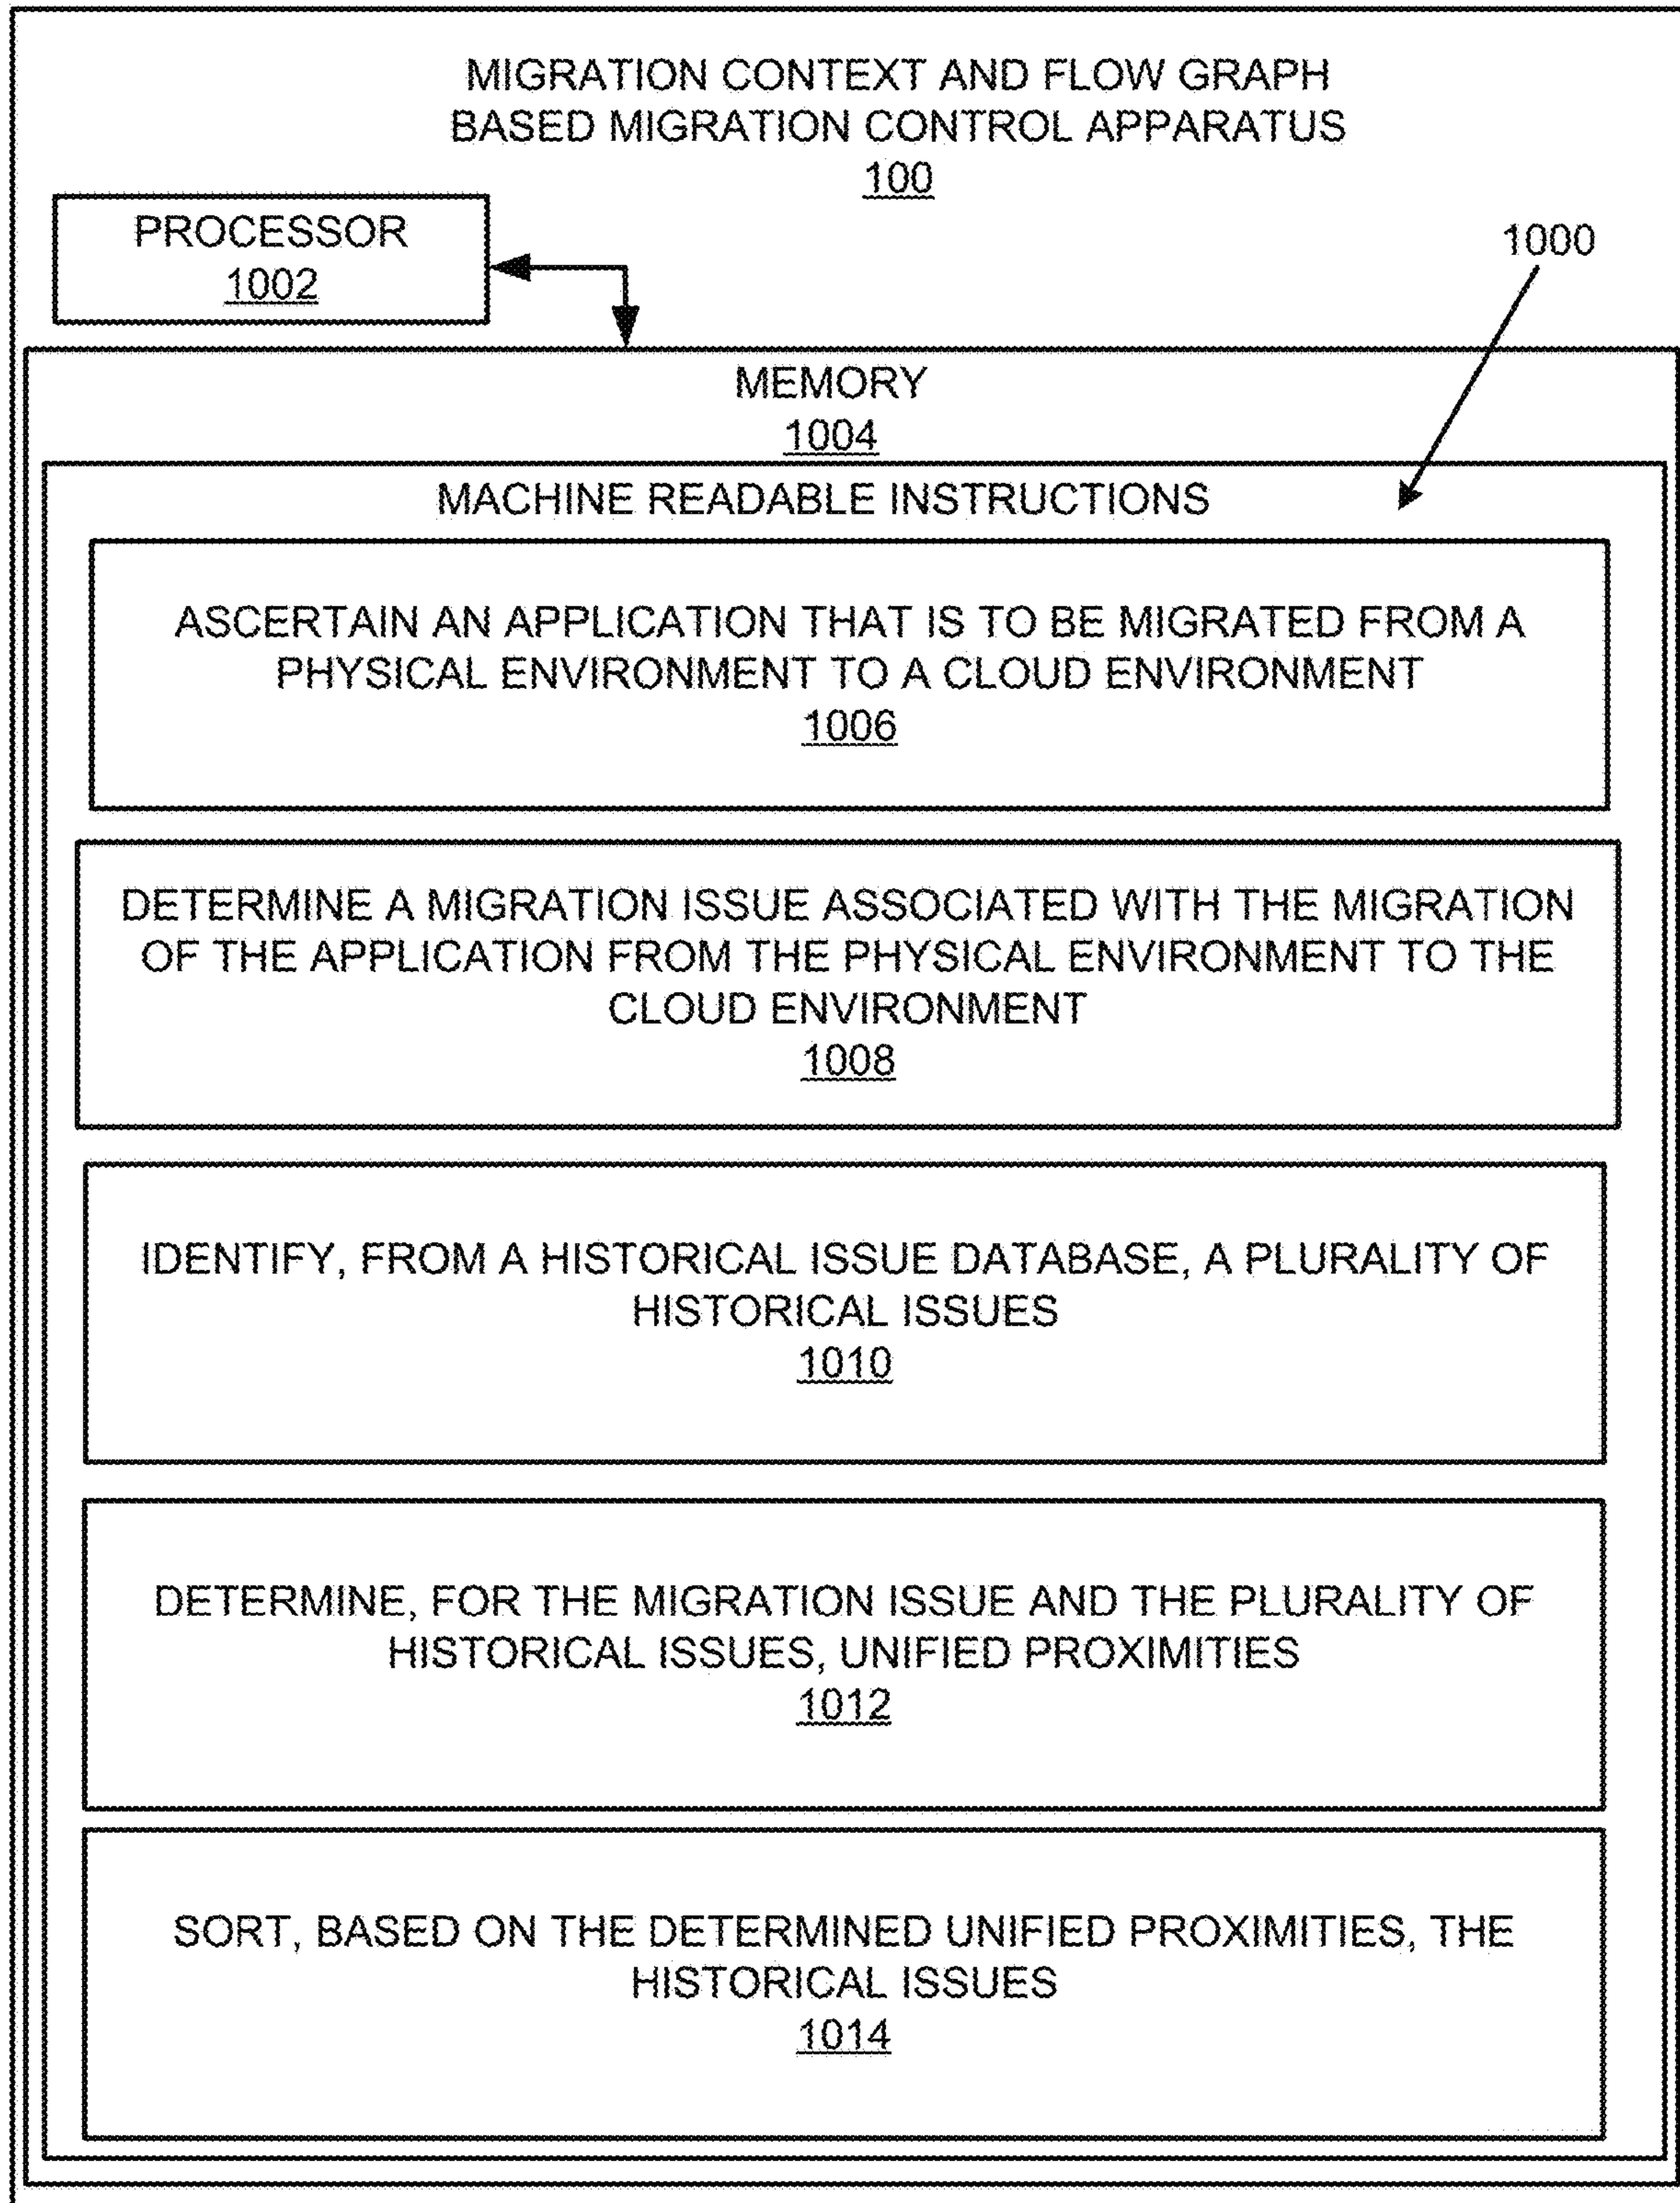 MIGRATION CONTEXT AND FLOW GRAPH
BASED MIGRATION CONTROL APPARATUS
100
PROCESSOR
1002
1000
MEMORY
1004
MACHINE READABLE INSTRUCTIONS
ASCERTAIN AN APPLICATION THAT IS TO BE MIGRATED FROM A
PHYSICAL ENVIRONMENT TO A CLOUD ENVIRONMENT
1006
DETERMINE A MIGRATION ISSUE ASSOCIATED WITH THE MIGRATION
OF THE APPLICATION FROM THE PHYSICAL ENVIRONMENT TO THE
CLOUD ENVIRONMENT
1008
IDENTIFY, FROM A HISTORICAL ISSUE DATABASE, A PLURALITY OF
HISTORICAL ISSUES
1010
DETERMINE, FOR THE MIGRATION ISSUE AND THE PLURALITY OF
HISTORICAL ISSUES, UNIFIED PROXIMITIES
1012
SORT, BASED ON THE DETERMINED UNIFIED PROXIMITIES, THE
HISTORICAL ISSUES
1014